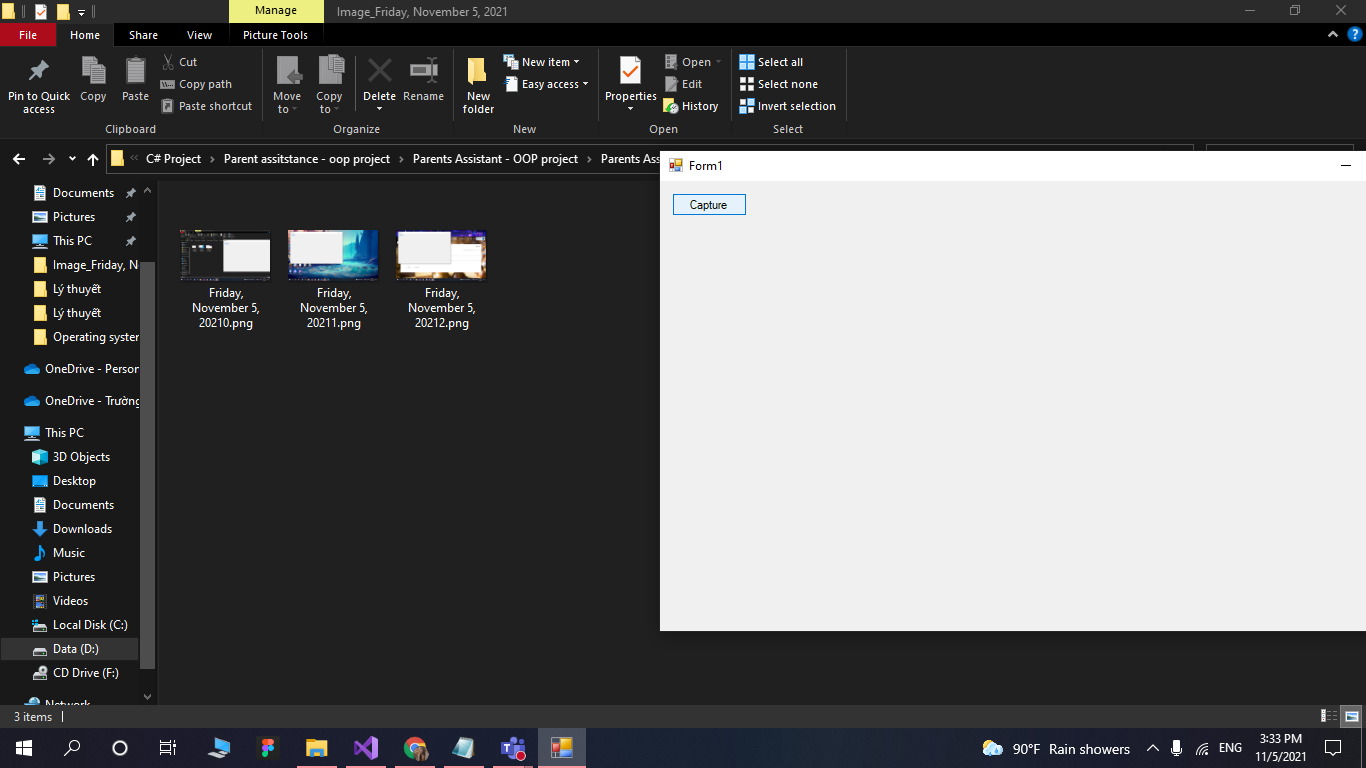 Manage
Image_Friday, November 5, 2021
File
Home
Share
View
Picture Tools
Pin to Quick access
Copy
Paste
Cut
Copy path
Paste shortcut
Clipboard
Move to
Copy to
Delete
Rename
Organize
New folder
New item
Easy access
New
Properties
Open
Edit
History
Open
Select all
Select none
Invert selection
Select
C# Project
Parent assitstance - oop project
Parents Assistant - OOP project
Parents Ass
Form1
Capture
Documents
Pictures
This PC
Image_Friday, N
Lý thuyết
Lý thuyết
Operating system
OneDrive - Person
OneDrive - Trường
This PC
3D Objects
Desktop
Documents
Downloads
Music
Pictures
Videos
Local Disk (C:)
Data (D:)
CD Drive (F:)
Network
Friday,
November 5,
20210.png
Friday,
November 5,
20211.png
Friday,
November 5,
20212.png
3 items
90°F Rain showers
ENG
3:33 PM
11/5/2021